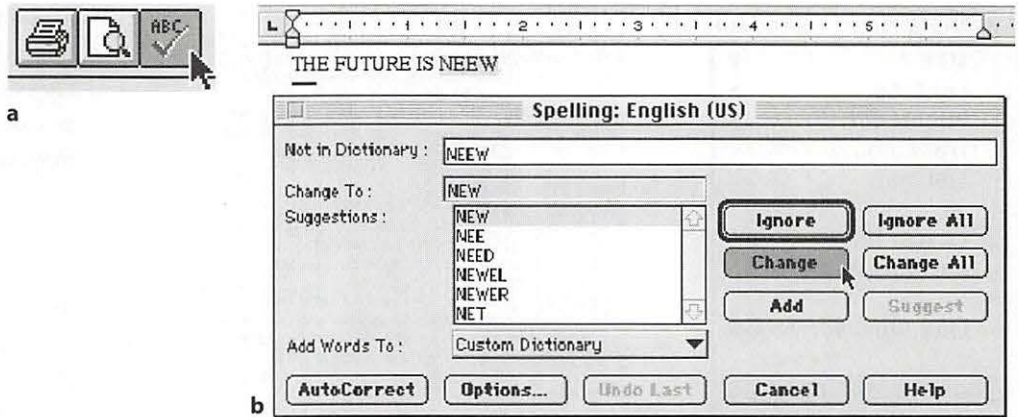 ABC
a
1 2 3 4 5
THE FUTURE IS NEEW
Spelling: English (US)
Not in Dictionary : NEEW
Change To : NEW
Suggestions : NEW
NEE
NEED
NEWEL
NEWER
NET
Ignore Ignore All
Change Change All
Add Suggest
Add Words To : Custom Dictionary
AutoCorrect Options... Undo Last Cancel Help
b